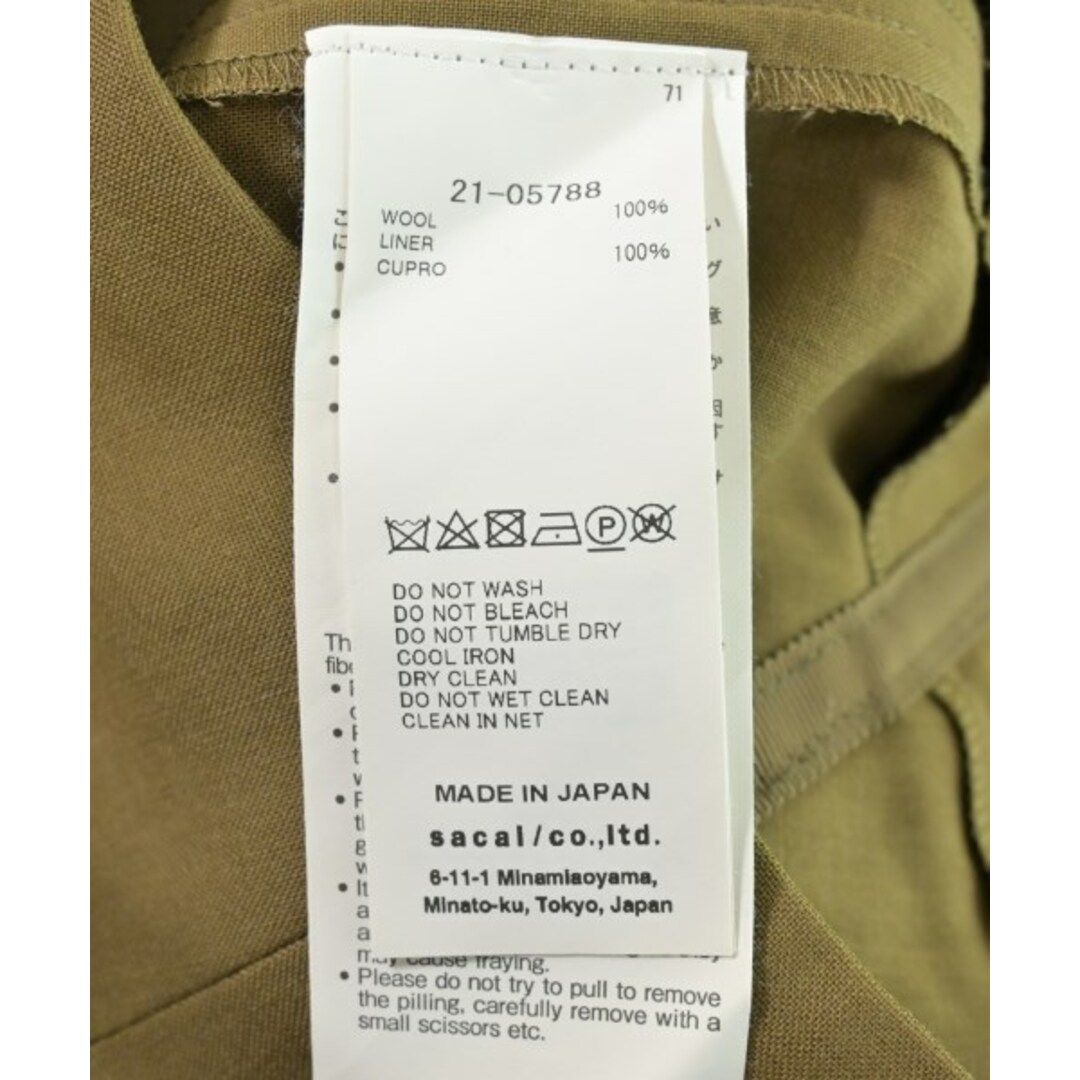 71
21-05788
WOOL 100%
LINER
CUPRO 100%
DO NOT WASH
DO NOT BLEACH
DO NOT TUMBLE DRY
COOL IRON
DRY CLEAN
DO NOT WET CLEAN
CLEAN IN NET
MADE IN JAPAN
sacai/co.,ltd.
6-11-1 Minamiaoyama,
Minato-ku, Tokyo, Japan
may cause fraying.
• Please do not try to pull to remove
the pilling, carefully remove with a
small scissors etc.